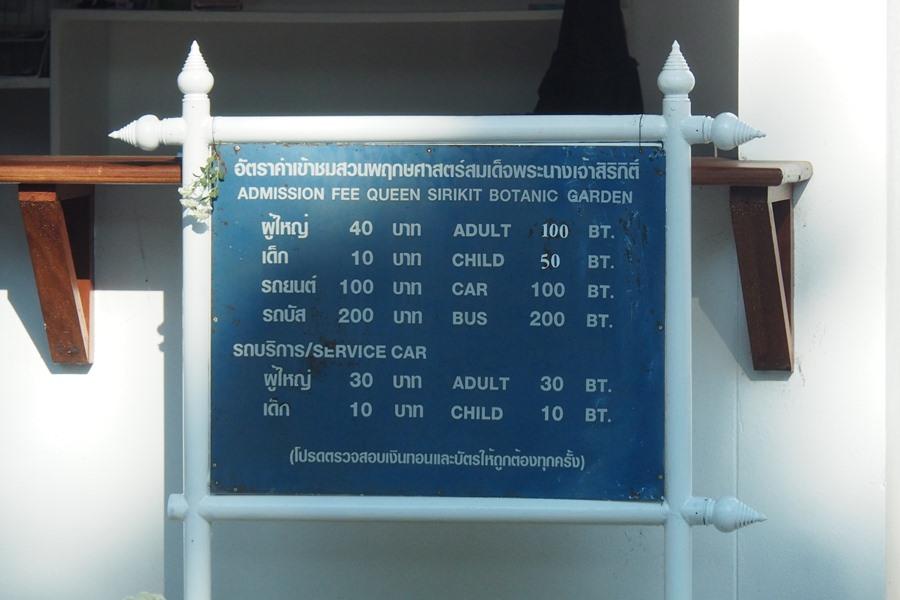 อัตราค่าเข้าชมสวนพฤกษศาสตร์สมเด็จพระนางเจ้าสิริกิติ์
ADMISSION FEE QUEEN SIRIKIT BOTANIC GARDEN
ผู้ใหญ่ 40 บาท ADULT 100 BT.
เด็ก 10 บาท CHILD 50 BT.
รถยนต์ 100 บาท CAR 100 BT.
รถบัส 200 บาท BUS 200 BT.
รถบริการ/SERVICE CAR
ผู้ใหญ่ 30 บาท ADULT 30 BT.
เด็ก 10 บาท CHILD 10 BT.
(โปรดตรวจสอบเงินทอนและบัตรให้ถูกต้องทุกครั้ง)